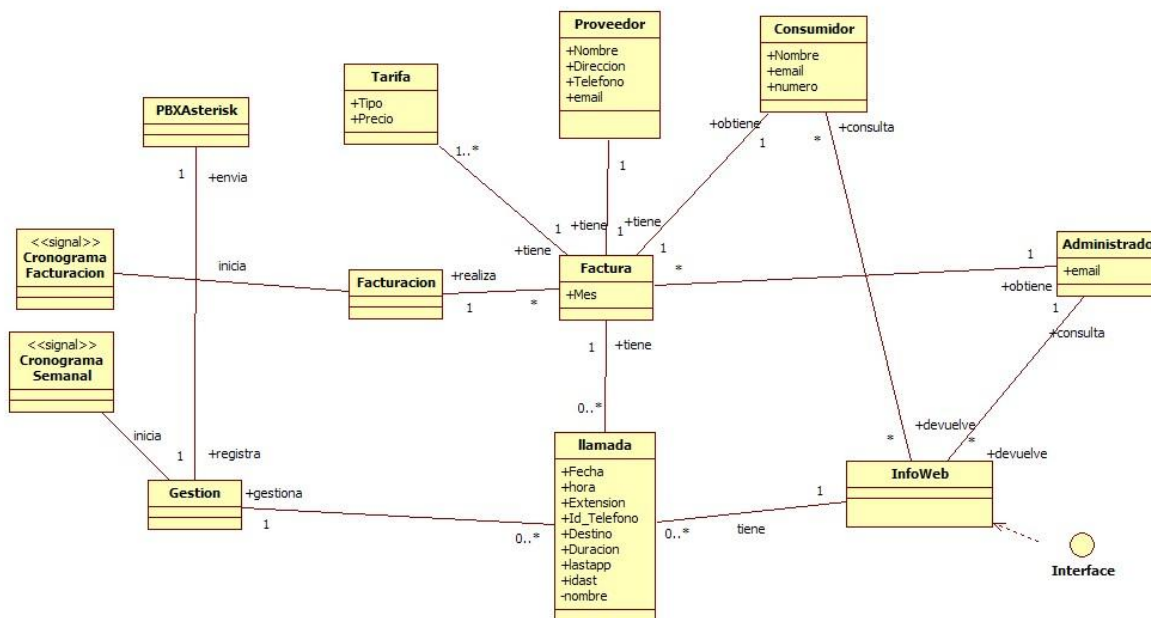 Proveedor
+Nombre
+Direccion
+Telefono
+email
Consumidor
+Nombre
+email
+numero
Tarifa
+Tipo
+Precio
PBXAsterisk
1
+envia
1..*
1
+obtiene
1
*
+consulta
<<signal>>
Cronograma
Facturacion
inicia
Facturacion
+realiza
1
*
+tiene
1
+tiene
1
+tiene
1
Factura
+Mes
*
1
+obtiene
Administrado
+email
1
+consulta
<<signal>>
Cronograma
Semanal
inicia
1
+registra
1
+tiene
0..*
Gestion
+gestiona
1
0..*
llamada
+Fecha
+hora
+Extension
+Id_Telefono
+Destino
+Duracion
+lastapp
+idast
-nombre
0..*
tiene
1
*
+devuelve
*
+devuelve
InfoWeb
Interface